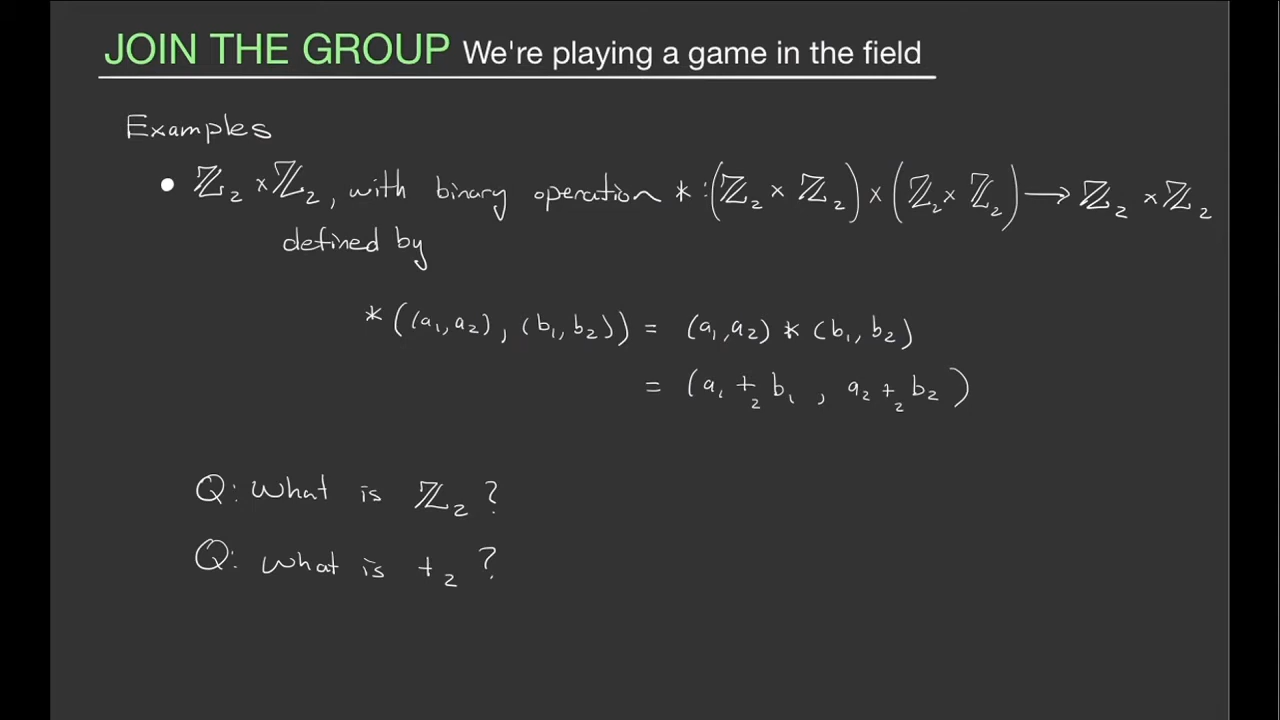 JOIN THE GROUP We're playing a game in the field
Examples
• ℤ₂ × ℤ₂, with binary operation * : (ℤ₂ × ℤ₂) × (ℤ₂ × ℤ₂) → ℤ₂ × ℤ₂
defined by
* ((a₁, a₂), (b₁, b₂)) = (a₁, a₂) * (b₁, b₂)
= (a₁ +₂ b₁, a₂ +₂ b₂)
Q: What is ℤ₂ ?
Q: What is +₂ ?